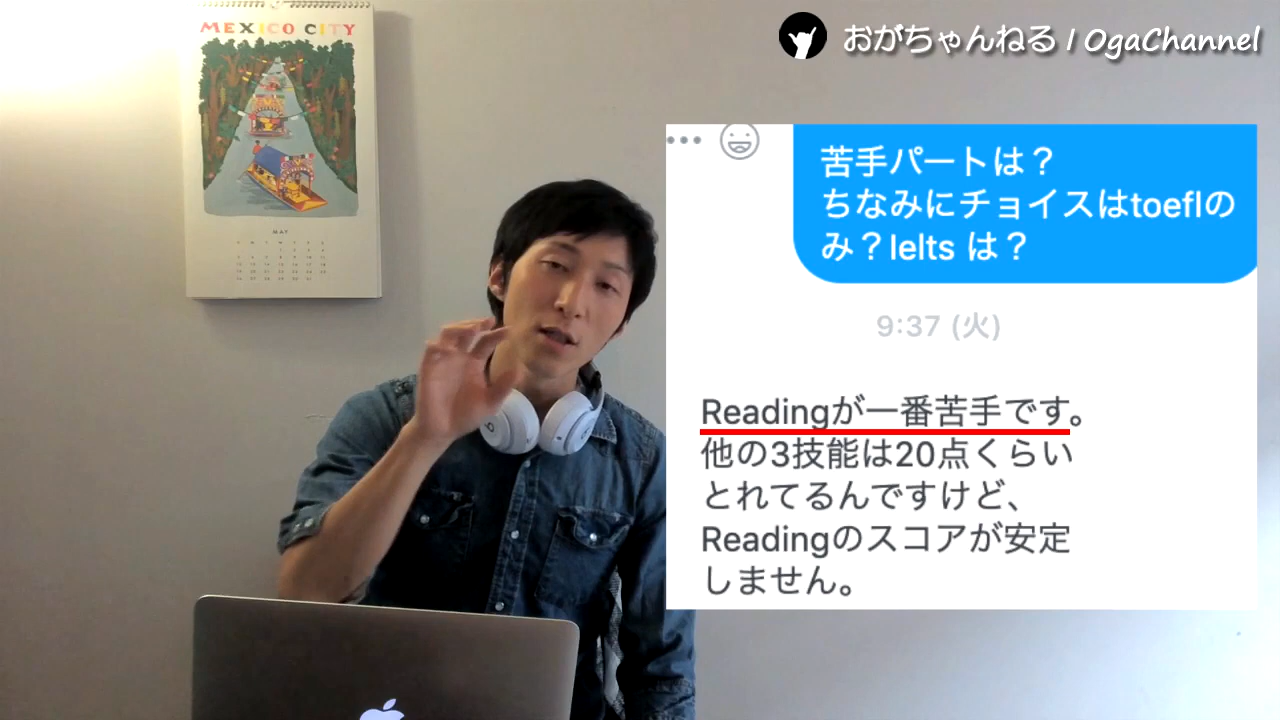 MEXICO CITY
MAY
おがちゃんねる / OgaChannel
苦手パートは？
ちなみにチョイスはtoeflの
み？Ielts は？
9:37 (火)
Readingが一番苦手です。
他の3技能は20点くらい
とれてるんですけど、
Readingのスコアが安定
しません。